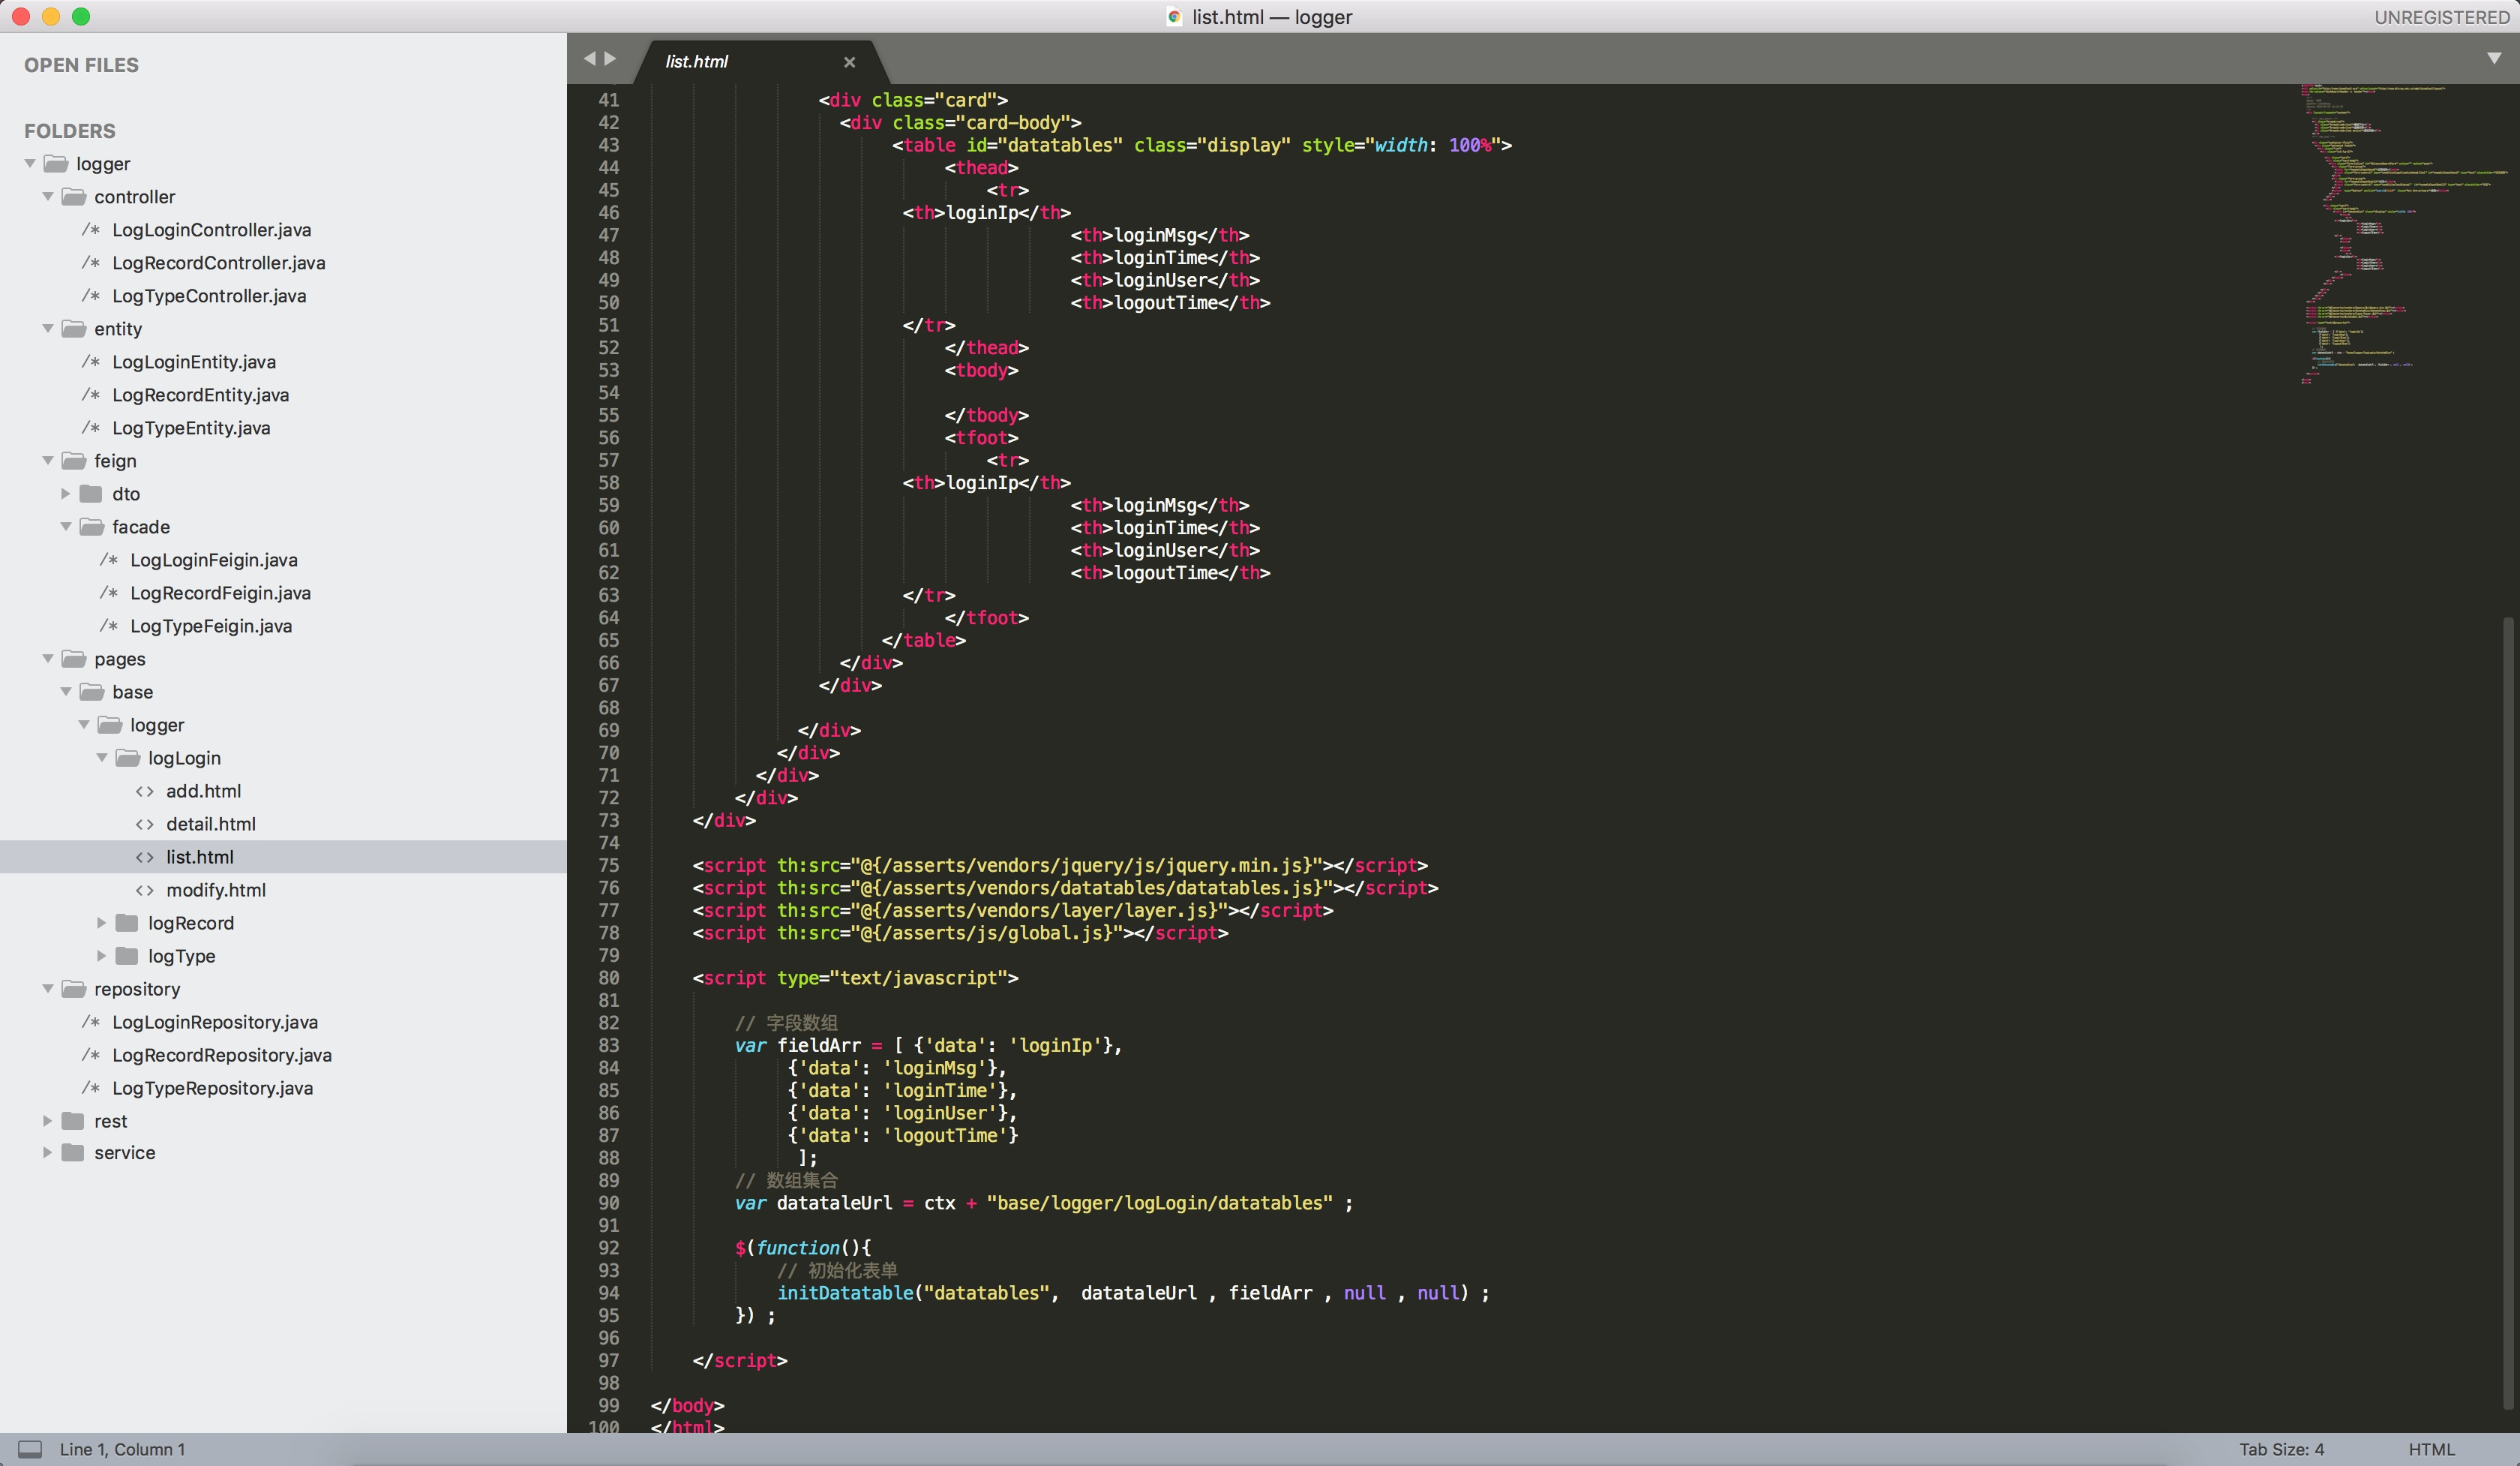 list.html — logger
UNREGISTERED
OPEN FILES
FOLDERS
logger
controller
/* LogLoginController.java
/* LogRecordController.java
/* LogTypeController.java
entity
/* LogLoginEntity.java
/* LogRecordEntity.java
/* LogTypeEntity.java
feign
dto
facade
/* LogLoginFeigin.java
/* LogRecordFeigin.java
/* LogTypeFeigin.java
pages
base
logger
logLogin
<> add.html
<> detail.html
<> list.html
<> modify.html
logRecord
logType
repository
/* LogLoginRepository.java
/* LogRecordRepository.java
/* LogTypeRepository.java
rest
service
list.html ×
41 <div class="card">
42 <div class="card-body">
43 <table id="datatables" class="display" style="width: 100%">
44 <thead>
45 <tr>
46 <th>loginIp</th>
47 <th>loginMsg</th>
48 <th>loginTime</th>
49 <th>loginUser</th>
50 <th>logoutTime</th>
51 </tr>
52 </thead>
53 <tbody>
54
55 </tbody>
56 <tfoot>
57 <tr>
58 <th>loginIp</th>
59 <th>loginMsg</th>
60 <th>loginTime</th>
61 <th>loginUser</th>
62 <th>logoutTime</th>
63 </tr>
64 </tfoot>
65 </table>
66 </div>
67 </div>
68
69 </div>
70 </div>
71 </div>
72 </div>
73 </div>
74
75 <script th:src="@{/asserts/vendors/jquery/js/jquery.min.js}"></script>
76 <script th:src="@{/asserts/vendors/datatables/datatables.js}"></script>
77 <script th:src="@{/asserts/vendors/layer/layer.js}"></script>
78 <script th:src="@{/asserts/js/global.js}"></script>
79
80 <script type="text/javascript">
81
82 // 字段数组
83 var fieldArr = [ {'data': 'loginIp'},
84 {'data': 'loginMsg'},
85 {'data': 'loginTime'},
86 {'data': 'loginUser'},
87 {'data': 'logoutTime'}
88 ];
89 // 数组集合
90 var datataleUrl = ctx + "base/logger/logLogin/datatables" ;
91
92 $(function(){
93 // 初始化表单
94 initDatatable("datatables", datataleUrl , fieldArr , null , null) ;
95 }) ;
96
97 </script>
98
99 </body>
100 </html>
Line 1, Column 1
Tab Size: 4
HTML